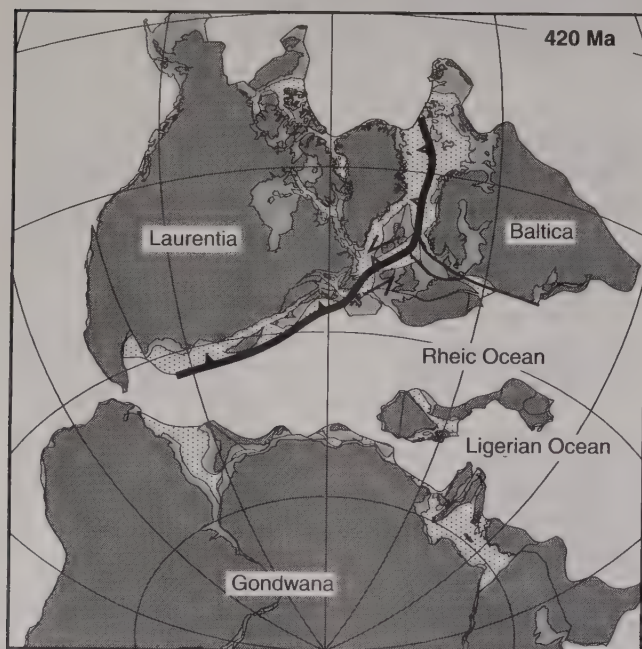 420 Ma
Laurentia
Baltica
Rheic Ocean
Ligerian Ocean
Gondwana